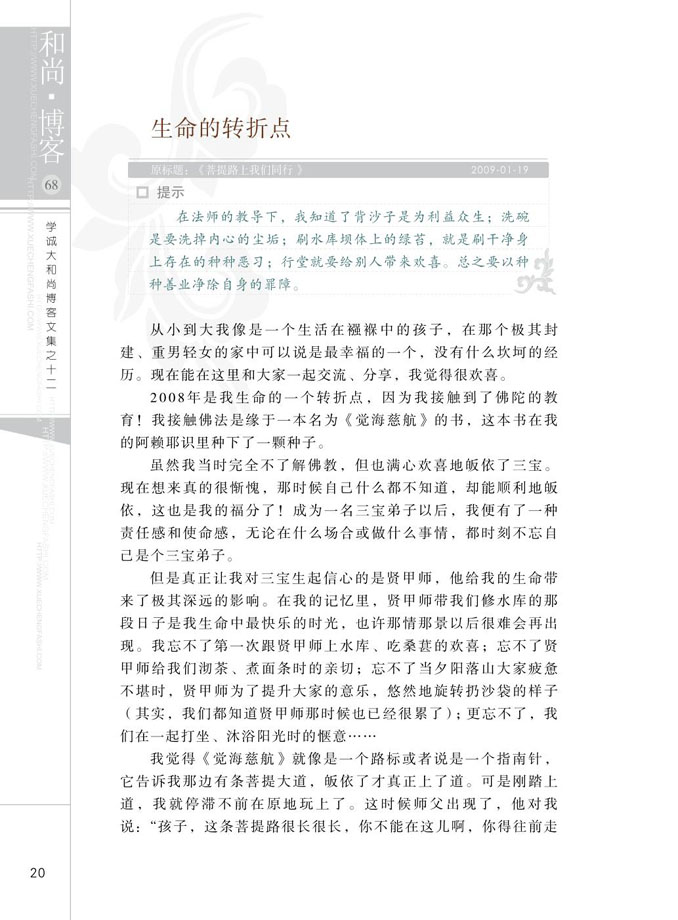 和尚·博客
68
学诚大和尚博客文集之十二
生命的转折点
原标题：《菩提路上我们同行》 2009-01-19
提示
在法师的教导下，我知道了背沙子是为利益众生；洗碗
是要洗掉内心的尘垢；刷水库坝体上的绿苔，就是刷干净身
上存在的种种恶习；行堂就要给别人带来欢喜。总之要以种
种善业净除自身的罪障。
从小到大我像是一个生活在襁褓中的孩子，在那个极其封
建、重男轻女的家中可以说是最幸福的一个，没有什么坎坷的经
历。现在能在这里和大家一起交流、分享，我觉得很欢喜。
2008年是我生命的一个转折点，因为我接触到了佛陀的教
育！我接触佛法是缘于一本名为《觉海慈航》的书，这本书在我
的阿赖耶识里种下了一颗种子。
虽然我当时完全不了解佛教，但也满心欢喜地皈依了三宝。
现在想来真的很惭愧，那时候自己什么都不知道，却能顺利地皈
依，这也是我的福分了！成为一名三宝弟子以后，我便有了一种
责任感和使命感，无论在什么场合或做什么事情，都时刻不忘自
己是个三宝弟子。
但是真正让我对三宝生起信心的是贤甲师，他给我的生命带
来了极其深远的影响。在我的记忆里，贤甲师带我们修水库的那
段日子是我生命中最快乐的时光，也许那情那景以后很难会再出
现。我忘不了第一次跟贤甲师上水库、吃桑葚的欢喜；忘不了贤
甲师给我们沏茶、煮面条时的亲切；忘不了当夕阳落山大家疲惫
不堪时，贤甲师为了提升大家的意乐，悠然地旋转扔沙袋的样子
（其实，我们都知道贤甲师那时候也已经很累了）；更忘不了，我
们在一起打坐、沐浴阳光时的惬意……
我觉得《觉海慈航》就像是一个路标或者说是一个指南针，
它告诉我那边有条菩提大道，皈依了才真正上了道。可是刚踏上
道，我就停滞不前在原地玩上了。这时候师父出现了，他对我
说：“孩子，这条菩提路很长很长，你不能在这儿啊，你得往前走
20